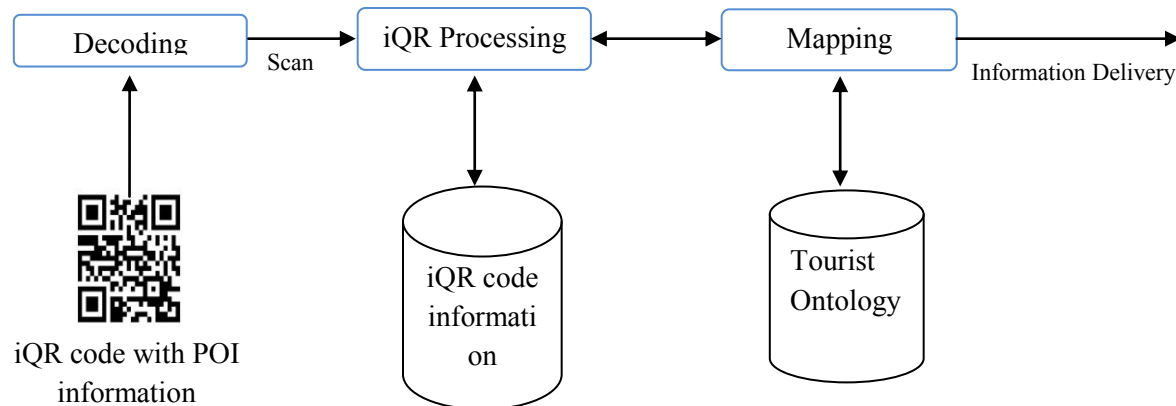 Decoding
Scan
iQR Processing
Mapping
Information Delivery
iQR code with POI
information
iQR code
informati
on
Tourist
Ontology